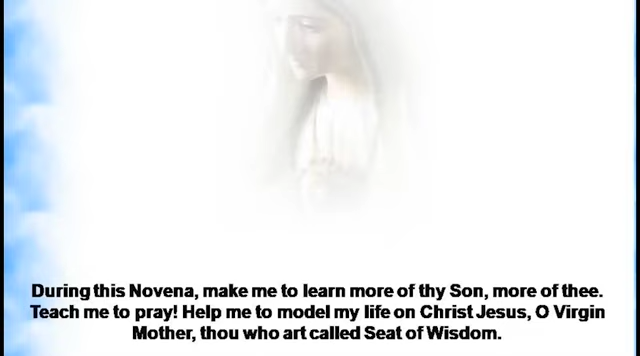 During this Novena, make me to learn more of thy Son, more of thee.
Teach me to pray! Help me to model my life on Christ Jesus, O Virgin
Mother, thou who art called Seat of Wisdom.